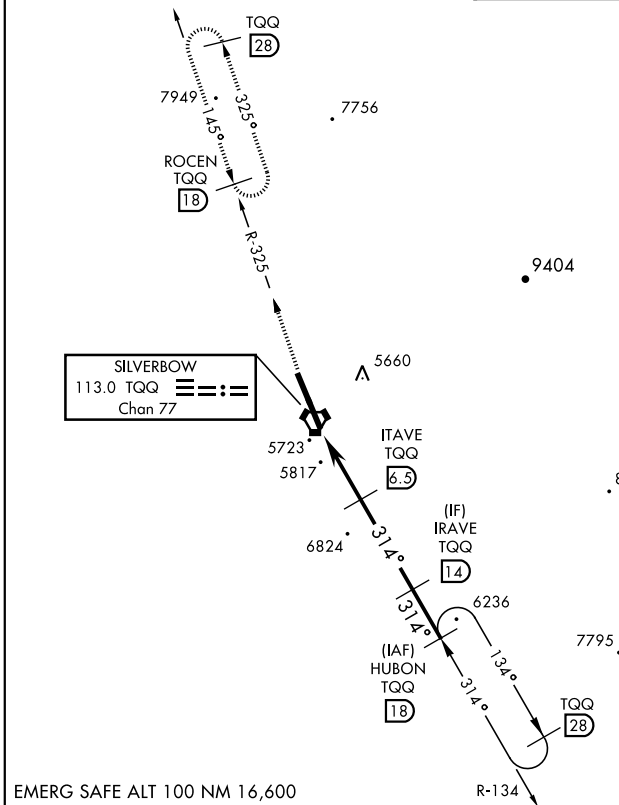 TQQ
28
7949
7756
325°
145°
ROCEN
TQQ
18
R-325
9404
SILVERBOW
113.0 TQQ
Chan 77
5660
5723
5817
ITAVE
TQQ
6.5
6824
314°
(IF)
IRAVE
TQQ
14
8
314°
6236
(IAF)
HUBON
TQQ
18
134°
314°
7795
TQQ
28
EMERG SAFE ALT 100 NM 16,600
R-134